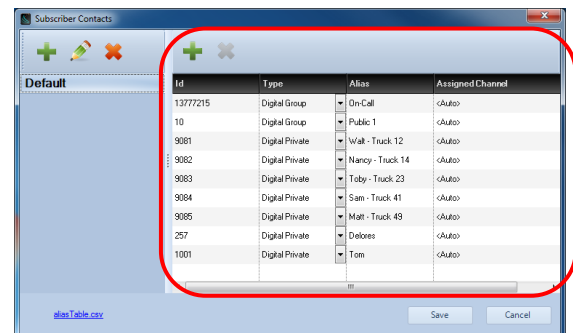 Subscriber Contacts
Default
Id Type Alias Assigned Channel
13777215 Digital Group On-Call <Auto>
10 Digital Group Public 1 <Auto>
9081 Digital Private Walt - Truck 12 <Auto>
9082 Digital Private Nancy - Truck 14 <Auto>
9083 Digital Private Toby - Truck 23 <Auto>
9084 Digital Private Sam - Truck 41 <Auto>
9085 Digital Private Matt - Truck 49 <Auto>
257 Digital Private Delores <Auto>
1001 Digital Private Tom <Auto>
aliasTable.csv Save Cancel